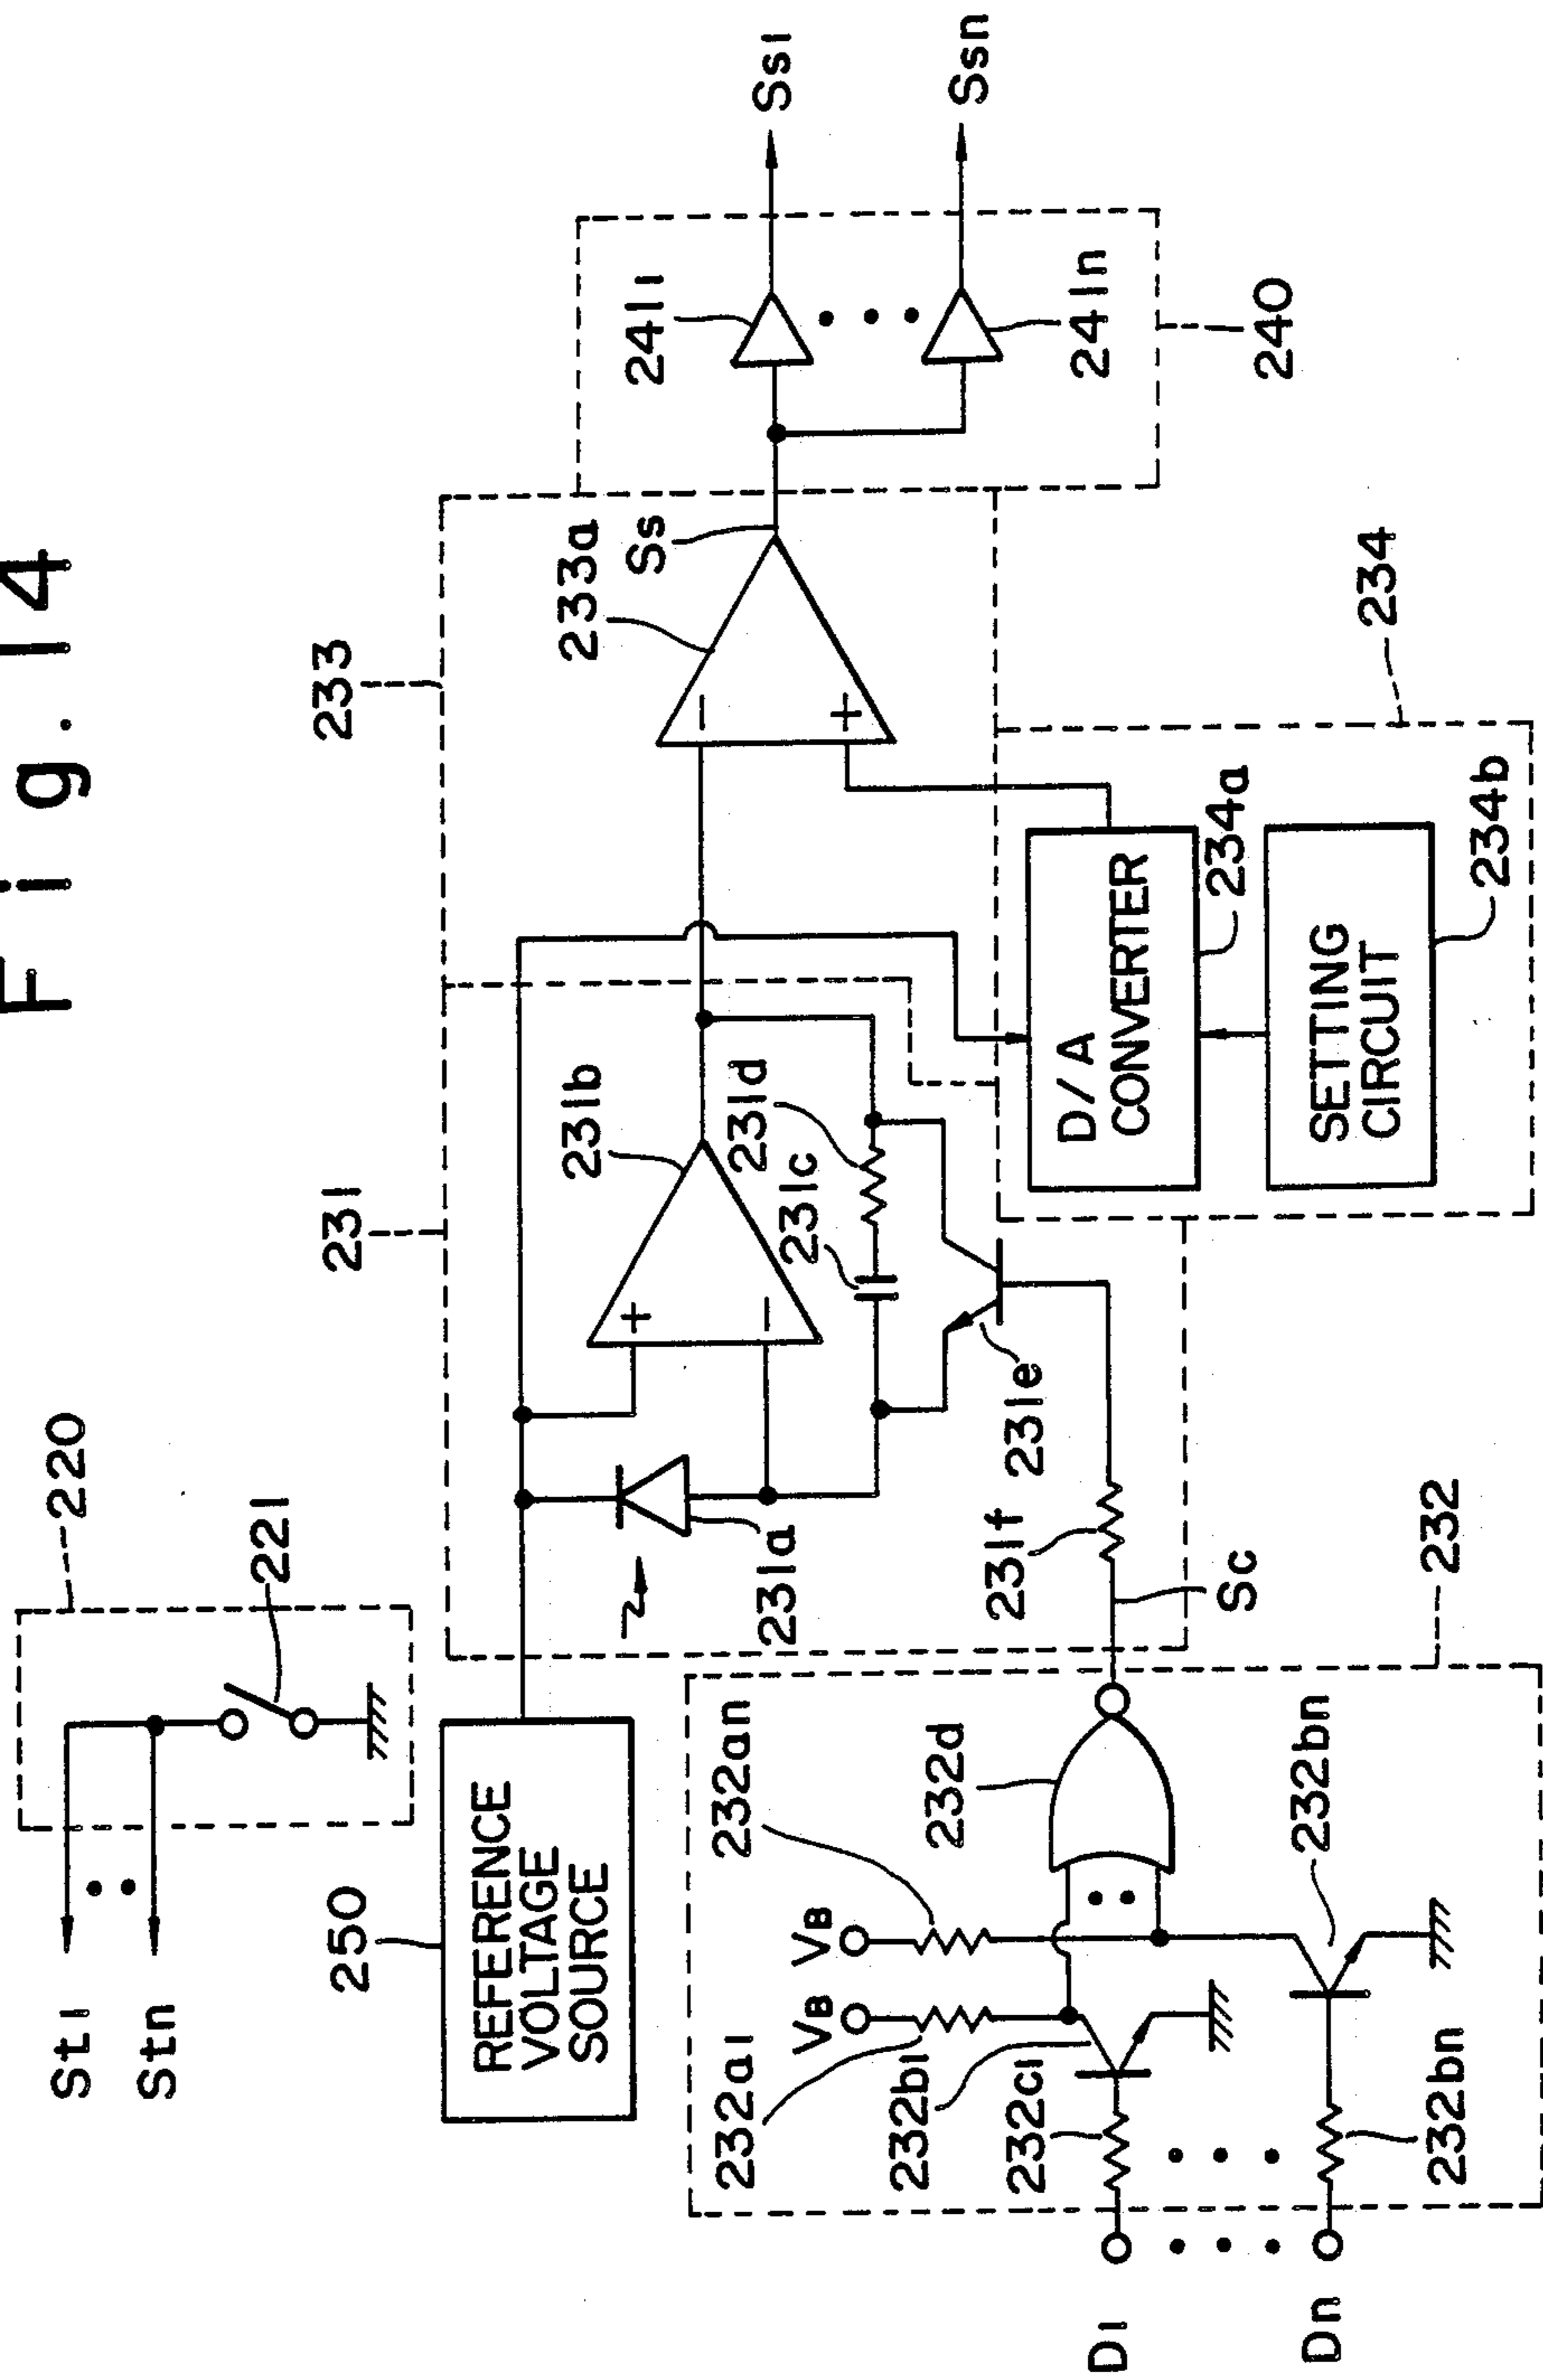 Fig. 14
St1
Stn
220
221
250
REFERENCE
VOLTAGE
SOURCE
231
233
231a
231b
+
−
231c
231d
231e
231f
Sc
233a
−
+
Ss
2411
241n
240
Ss1
Ssn
D/A
CONVERTER
234a
SETTING
CIRCUIT
234b
234
232
232a1
232an
VB
VB
232b1
232c1
232d
232bn
232bn
D1
Dn